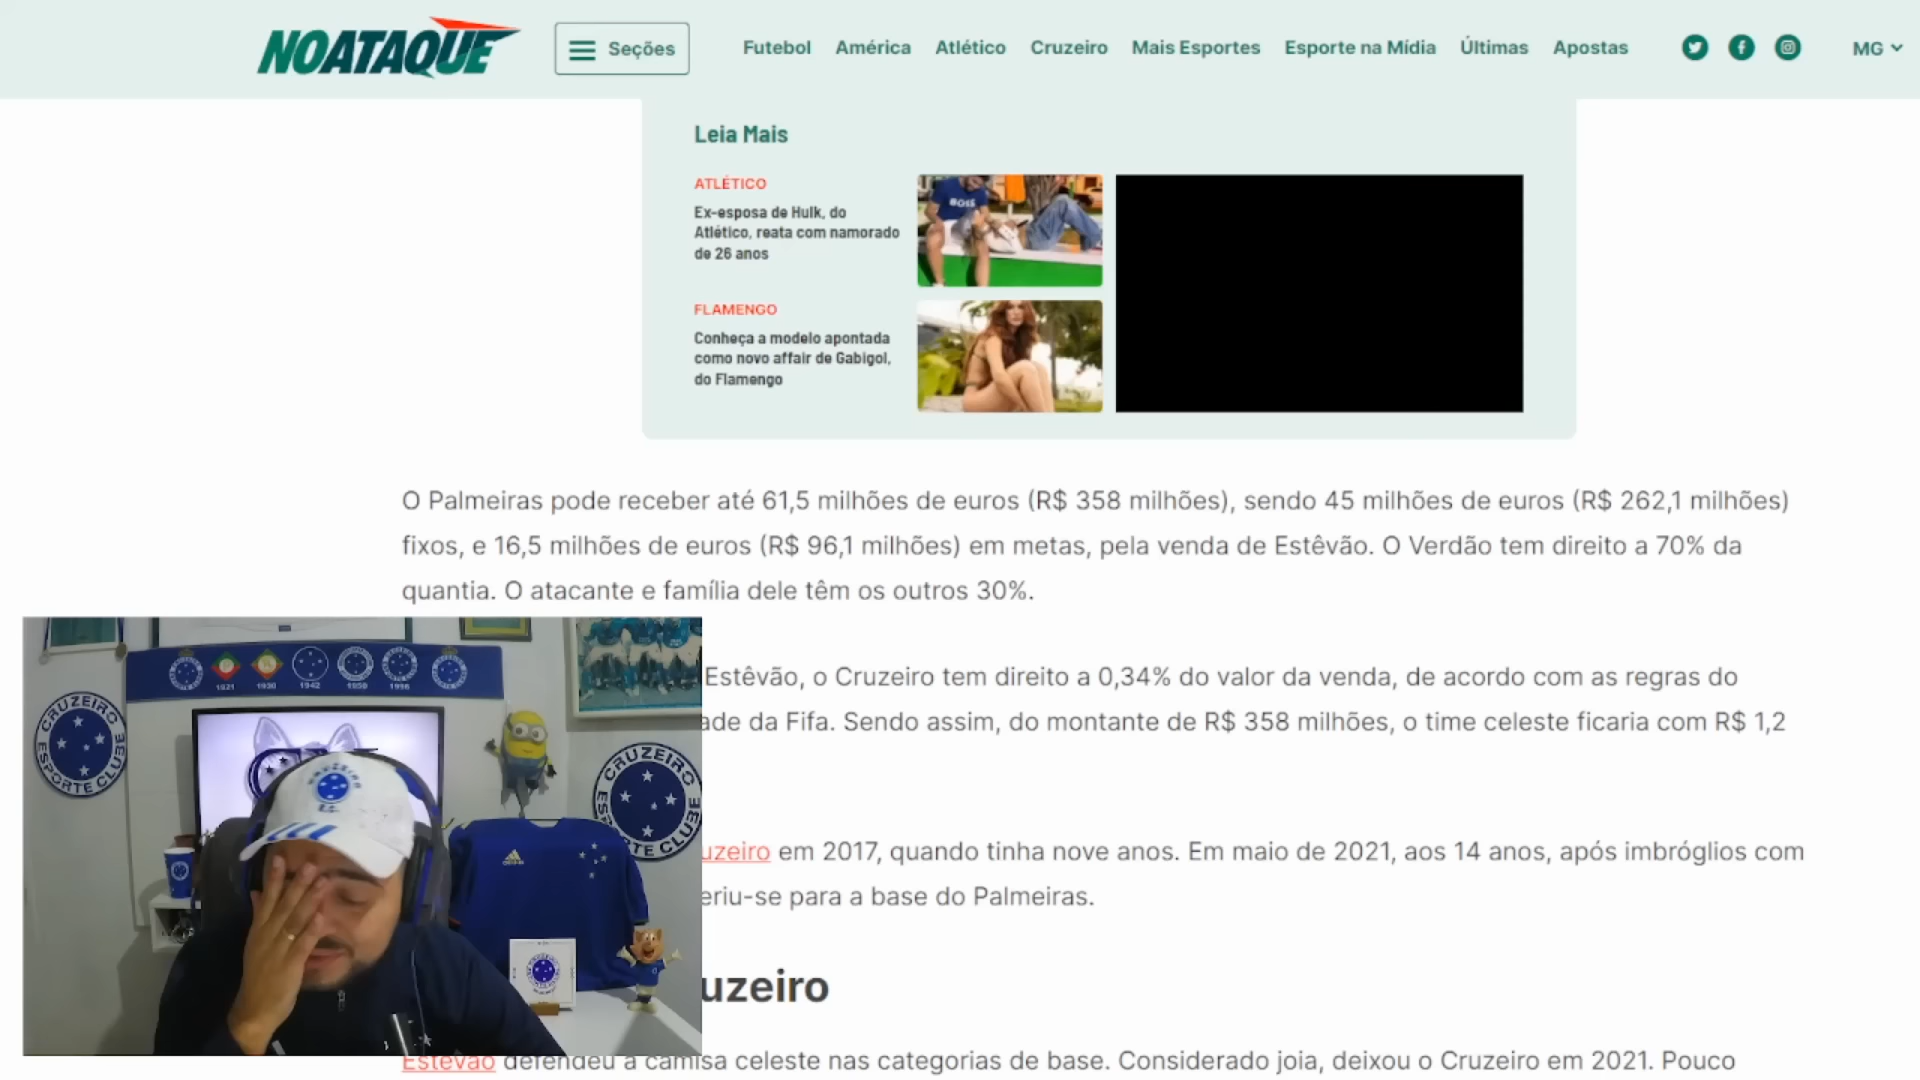 NOATAQUE
Seções
Futebol
América
Atlético
Cruzeiro
Mais Esportes
Esporte na Mídia
Últimas
Apostas
MG
Leia Mais
ATLÉTICO
Ex-esposa de Hulk, do
Atlético, reata com namorado
de 26 anos
BOSS
FLAMENGO
Conheça a modelo apontada
como novo affair de Gabigol,
do Flamengo
O Palmeiras pode receber até 61,5 milhões de euros (R$ 358 milhões), sendo 45 milhões de euros (R$ 262,1 milhões)
fixos, e 16,5 milhões de euros (R$ 96,1 milhões) em metas, pela venda de Estêvão. O Verdão tem direito a 70% da
quantia. O atacante e família dele têm os outros 30%.
Estêvão, o Cruzeiro tem direito a 0,34% do valor da venda, de acordo com as regras do
ade da Fifa. Sendo assim, do montante de R$ 358 milhões, o time celeste ficaria com R$ 1,2
uzeiro em 2017, quando tinha nove anos. Em maio de 2021, aos 14 anos, após imbróglios com
eriu-se para a base do Palmeiras.
uzeiro
Estêvão defendeu a camisa celeste nas categorias de base. Considerado joia, deixou o Cruzeiro em 2021. Pouco
1921
1942
CRUZEIRO
ESPORTE CLUBE
CRUZEIRO
ESPORTE CLUBE